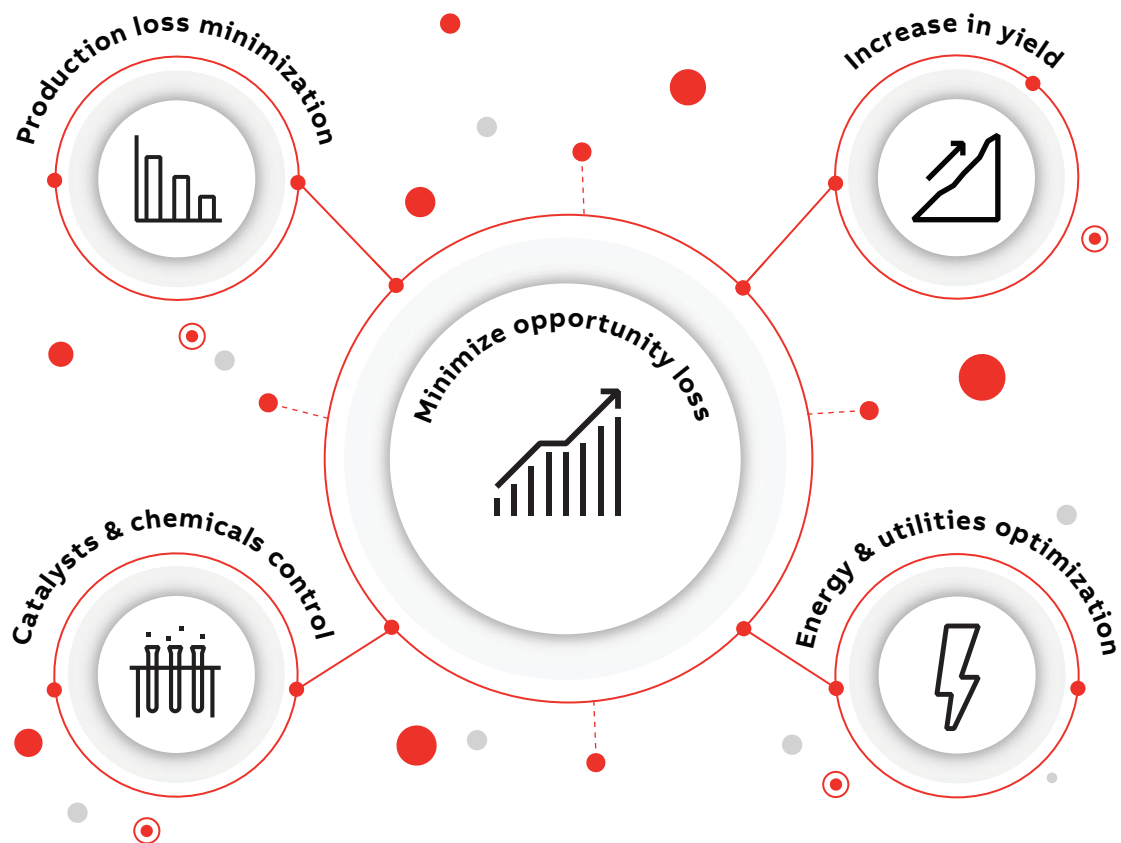 Production loss minimization
Increase in yield
Minimize opportunity loss
Catalysts & chemicals control
Energy & utilities optimization